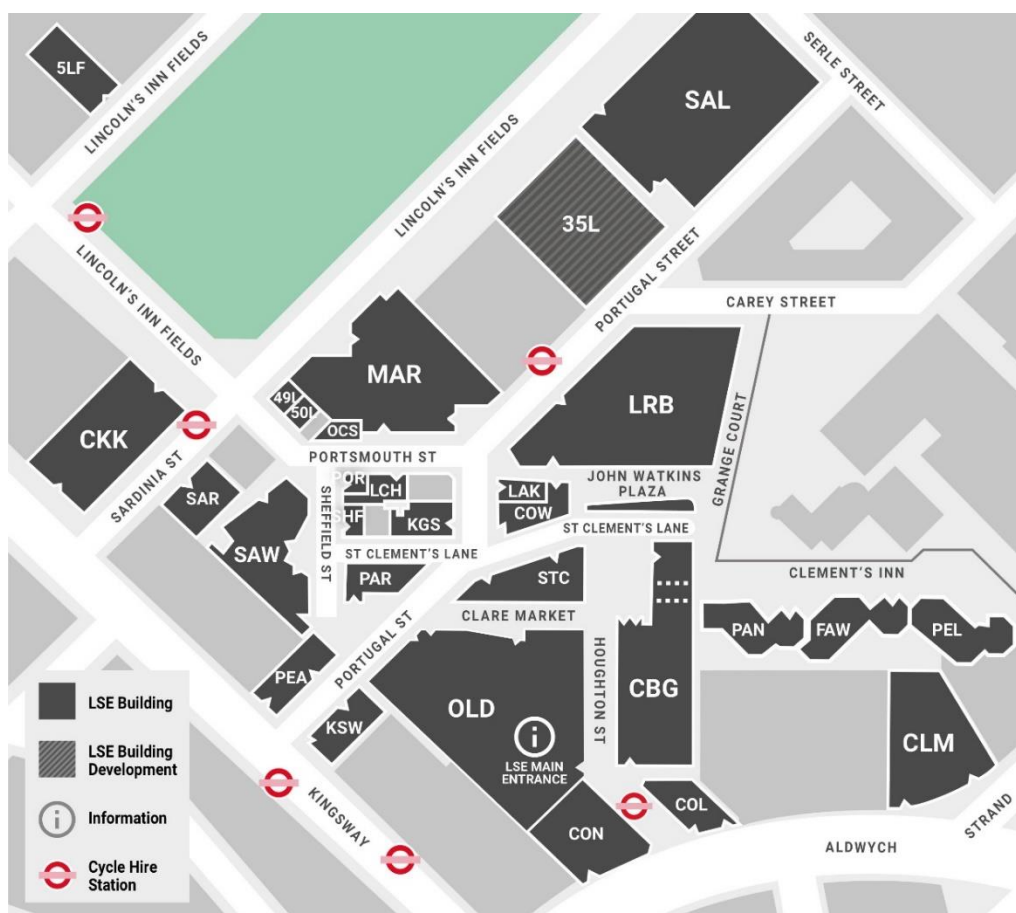 5LF
LINCOLN'S INN FIELDS
SERLE STREET
SAL
LINCOLN'S INN FIELDS
35L
LINCOLN'S INN FIELDS
PORTUGAL STREET
CAREY STREET
MAR
49L
50L
OCS
LRB
CKK
SARDINIA ST
PORTSMOUTH ST
GRANGE COURT
JOHN WATKINS
PLAZA
POR
LCH
SAR
SHEFFIELD ST
LAK
COW
SHF
KGS
ST CLEMENT'S LANE
SAW
ST CLEMENT'S LANE
PAR
STC
CLEMENT'S INN
CLARE MARKET
PORTUGAL ST
HOUGHTON ST
PAN
FAW
PEL
PEA
CBG
OLD
KSW
LSE MAIN
ENTRANCE
CLM
KINGSWAY
COL
CON
STRAND
ALDWYCH
LSE Building
LSE Building
Development
i
Information
Cycle Hire
Station